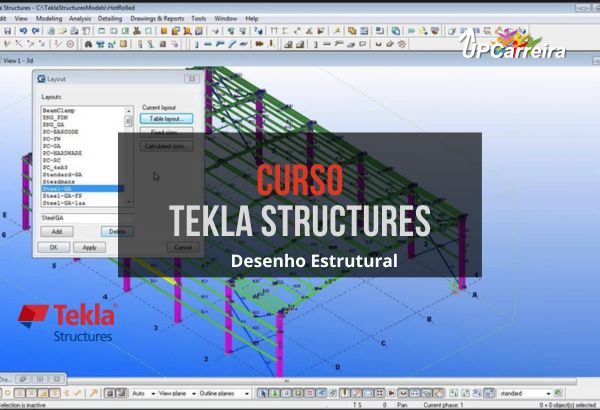 Structures - C:\TeklaStructuresModels\HotRolled
Edit View Modeling Analysis Detailing Drawings & Reports Tools Window Help
UPCarreira
View 1 - 3d
Layout
Layouts:
Current layout
BeamClamp
ENG_FDN
ENG_GA
PC-BARCODE
PC-FW
PC-GA
PC-HARDWARE
PC-RC
PC_4xA3
Standard-GA
Steadmans
Steel-GA
Steel-GA-FP
Steel-GA-1aa
Table layout...
Fixed sizes...
Calculated sizes...
SteelGA
Add
Delete
OK
Apply
Cancel
CURSO
TEKLA STRUCTURES
Desenho Estrutural
Tekla
Structures
E
A
C
R
2
Auto
View plane
Outline planes
standard
Selection is inactive
T S
0
Pan
Current phase: 1
0 + 0 object(s) selected